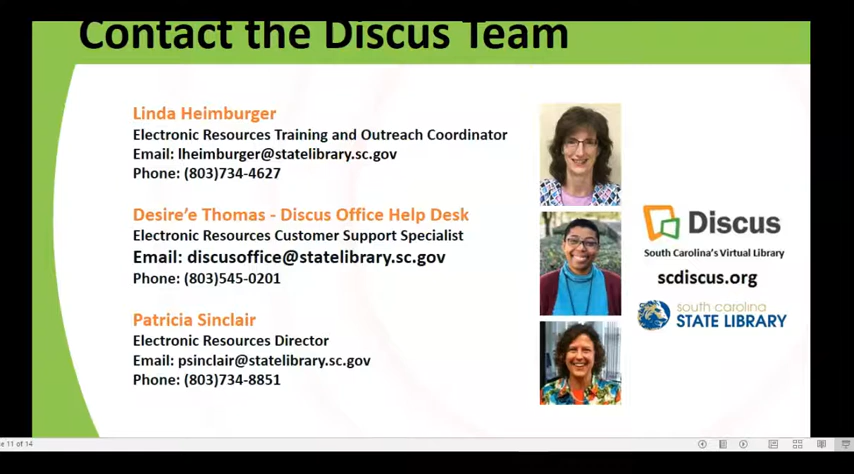 Contact the Discus Team
Linda Heimburger
Electronic Resources Training and Outreach Coordinator
Email: lheimburger@statelibrary.sc.gov
Phone: (803)734-4627
Desire’e Thomas - Discus Office Help Desk
Electronic Resources Customer Support Specialist
Email: discusoffice@statelibrary.sc.gov
Phone: (803)545-0201
Patricia Sinclair
Electronic Resources Director
Email: psinclair@statelibrary.sc.gov
Phone: (803)734-8851
Discus
South Carolina's Virtual Library
scdiscus.org
south carolina
STATE LIBRARY
11 of 14